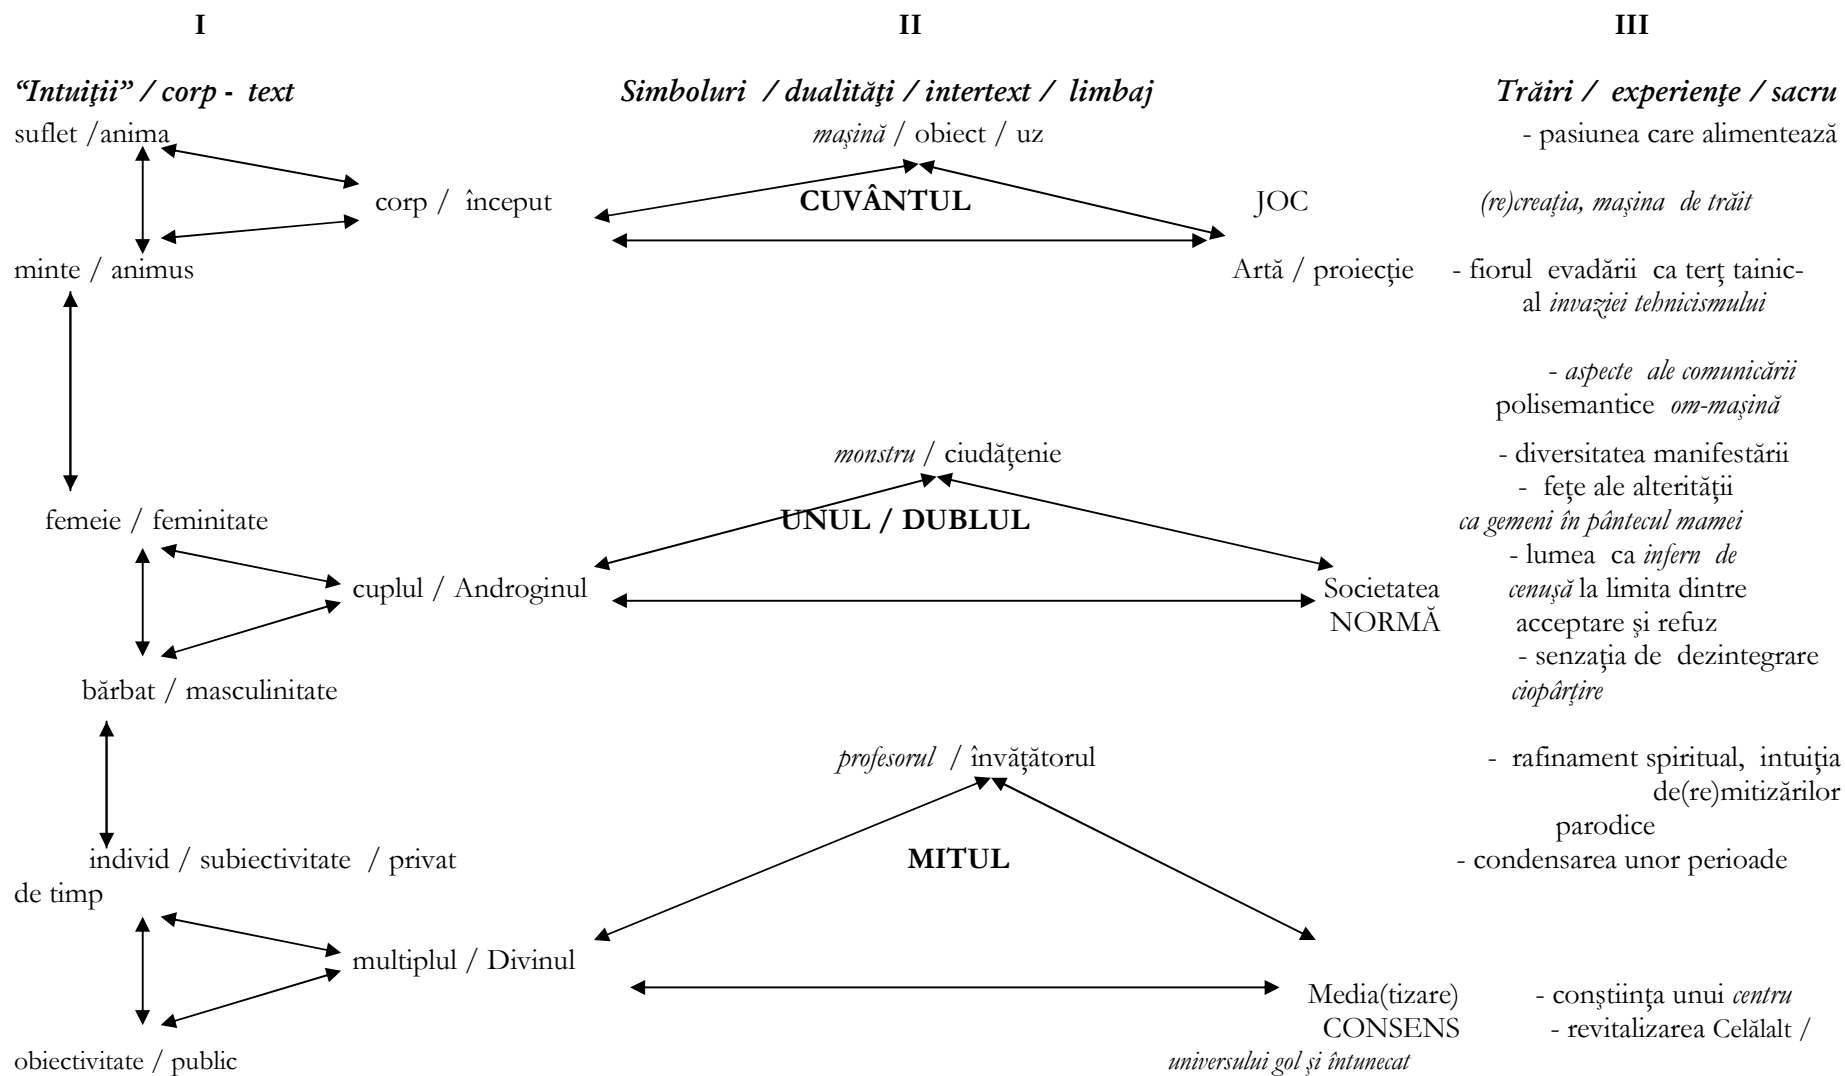 I II III
“Intuiţii” / corp - text Simboluri / dualităţi / intertext / limbaj Trăiri / experienţe / sacru
suflet /anima maşină / obiect / uz - pasiunea care alimentează
corp / început CUVÂNTUL JOC (re)creaţia, maşina de trăit
minte / animus Artă / proiecţie - fiorul evadării ca terţ tainic-
al invaziei tehnicismului
- aspecte ale comunicării
polisemantice om-maşină
monstru / ciudăţenie - diversitatea manifestării
- feţe ale alterităţii
femeie / feminitate UNUL / DUBLUL ca gemeni în pântecul mamei
- lumea ca infern de
cuplul / Androginul Societatea cenuşă la limita dintre
NORMĂ acceptare şi refuz
- senzaţia de dezintegrare
bărbat / masculinitate ciopârţire
profesorul / învăţătorul - rafinament spiritual, intuiţia
de(re)mitizărilor
parodice
individ / subiectivitate / privat MITUL - condensarea unor perioade
de timp
multiplul / Divinul
Media(tizare) - conştiinţa unui centru
CONSENS - revitalizarea Celălalt /
obiectivitate / public universului gol şi întunecat